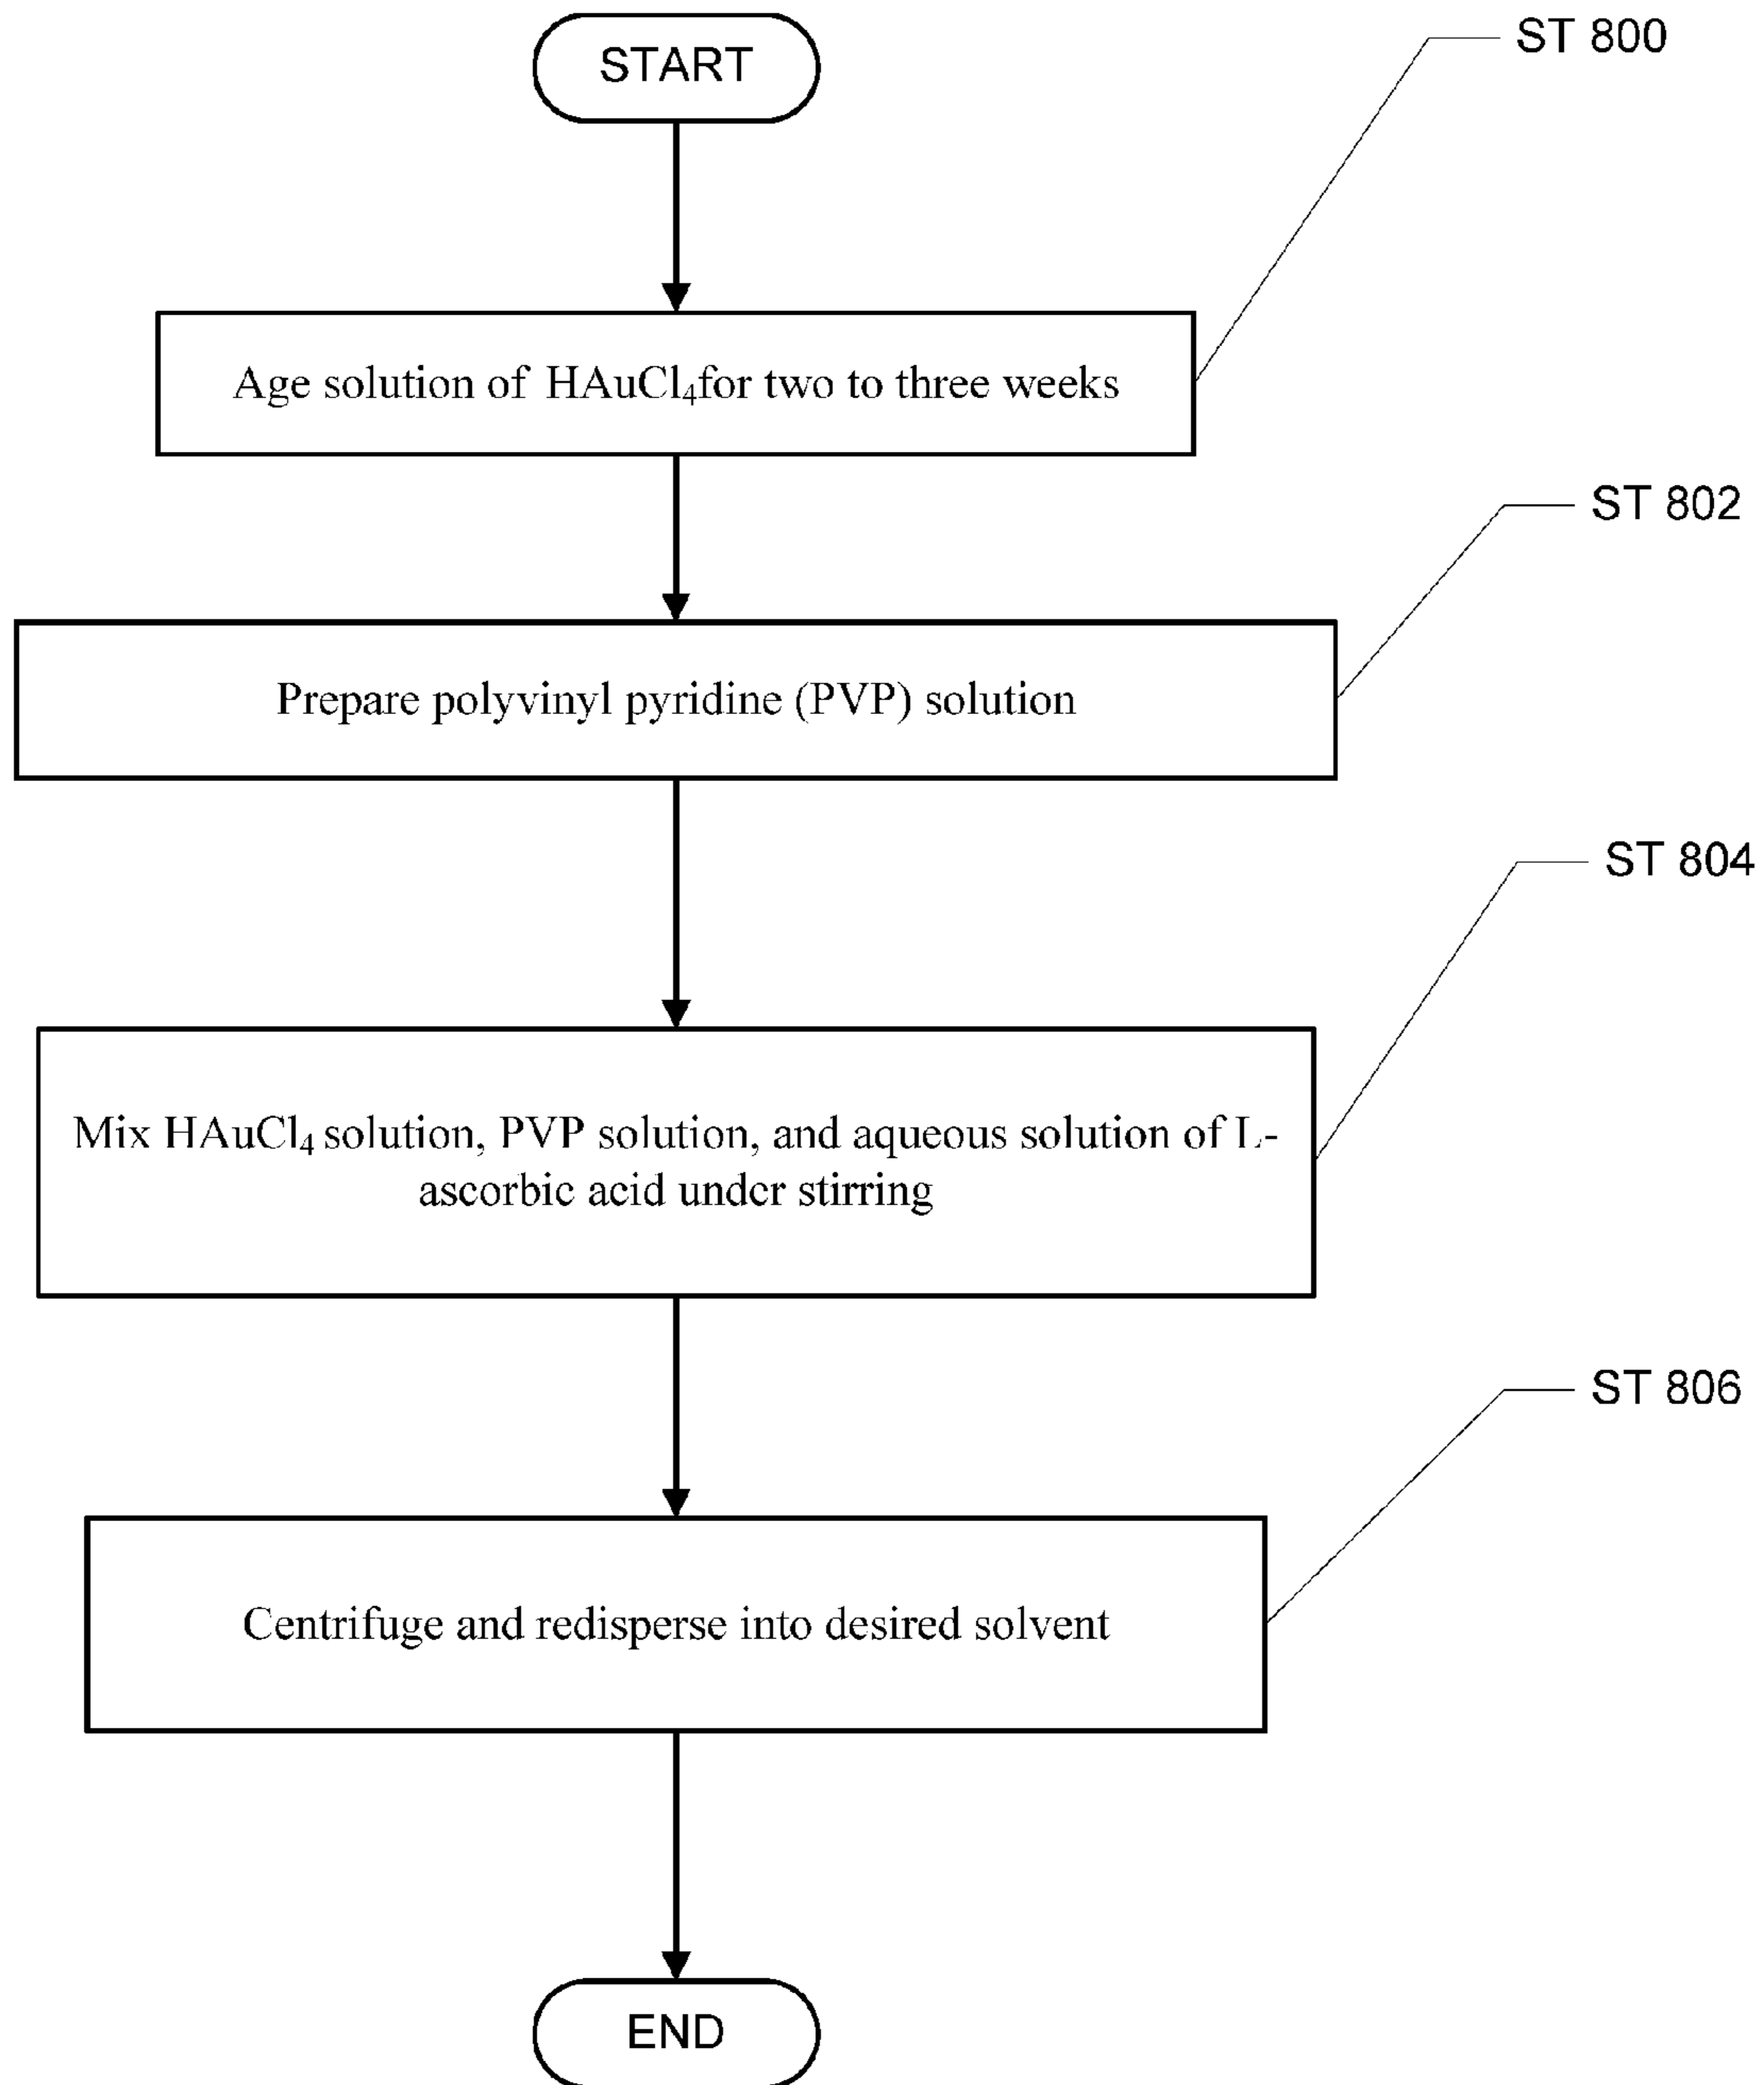 START
ST 800
Age solution of HAuCl₄for two to three weeks
ST 802
Prepare polyvinyl pyridine (PVP) solution
ST 804
Mix HAuCl₄ solution, PVP solution, and aqueous solution of L-
ascorbic acid under stirring
ST 806
Centrifuge and redisperse into desired solvent
END